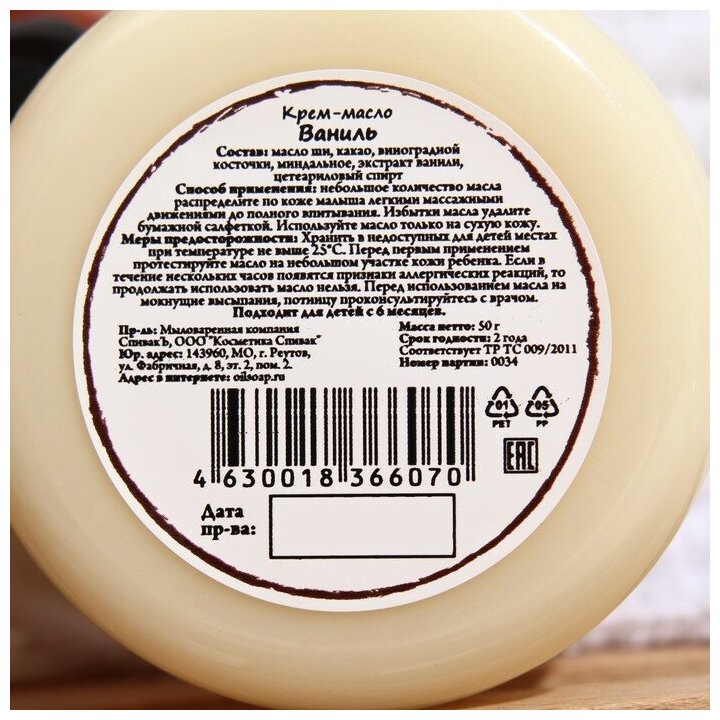 Крем-масло
Ваниль
Состав: масло ши, какао, виноградной
косточки, миндальное, экстракт ванили,
цетеариловый спирт
Способ применения: небольшое количество масла
распределите по коже малыша легкими массажными
движениями до полного впитывания. Избытки масла удалите
бумажной салфеткой. Используйте масло только на сухую кожу.
Меры предосторожности: Хранить в недоступных для детей местах
при температуре не выше 25°С. Перед первым применением
протестируйте масло на небольшом участке кожи ребенка. Если в
течение нескольких часов появятся признаки аллергических реакций, то
продолжать использовать масло нельзя. Перед использованием масла на
мокнущие высыпания, потницу проконсультируйтесь с врачом.
Подходит для детей с 6 месяцев.
Пр-ль: Мыловаренная компания
СпивакЪ, ООО "Косметика Спивак"
Юр. адрес: 143960, МО, г. Реутов,
ул. Фабричная, д. 8, эт. 2, пом. 2.
Адрес в интернете: oilsoap.ru
Масса нетто: 50 г
Срок годности: 2 года
Соответствует ТР ТС 009/2011
Номер партии: 0034
01
PET
05
PP
EAC
4 630018 366070
Дата
пр-ва: